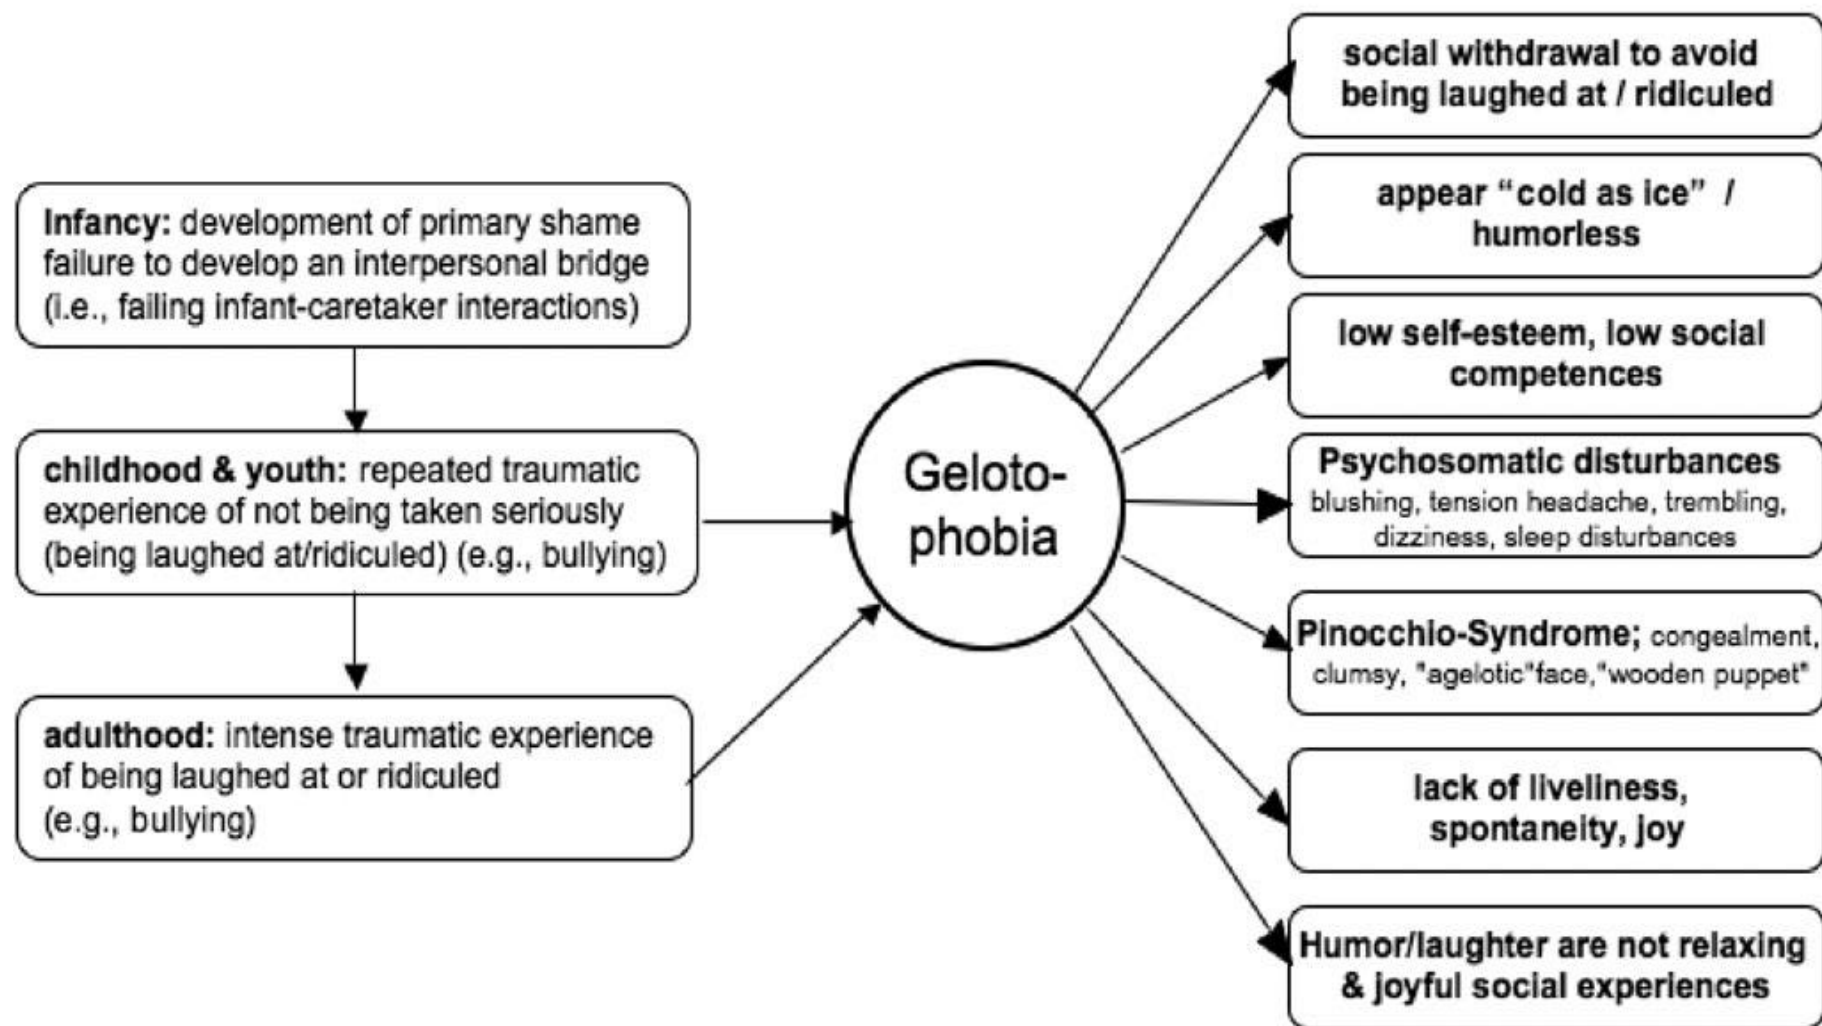 Infancy: development of primary shame
failure to develop an interpersonal bridge
(i.e., failing infant-caretaker interactions)
childhood & youth: repeated traumatic
experience of not being taken seriously
(being laughed at/ridiculed) (e.g., bullying)
adulthood: intense traumatic experience
of being laughed at or ridiculed
(e.g., bullying)
Geloto-
phobia
social withdrawal to avoid
being laughed at / ridiculed
appear “cold as ice” /
humorless
low self-esteem, low social
competences
Psychosomatic disturbances
blushing, tension headache, trembling,
dizziness, sleep disturbances
Pinocchio-Syndrome; congealment,
clumsy, "agelotic"face,"wooden puppet"
lack of liveliness,
spontaneity, joy
Humor/laughter are not relaxing
& joyful social experiences